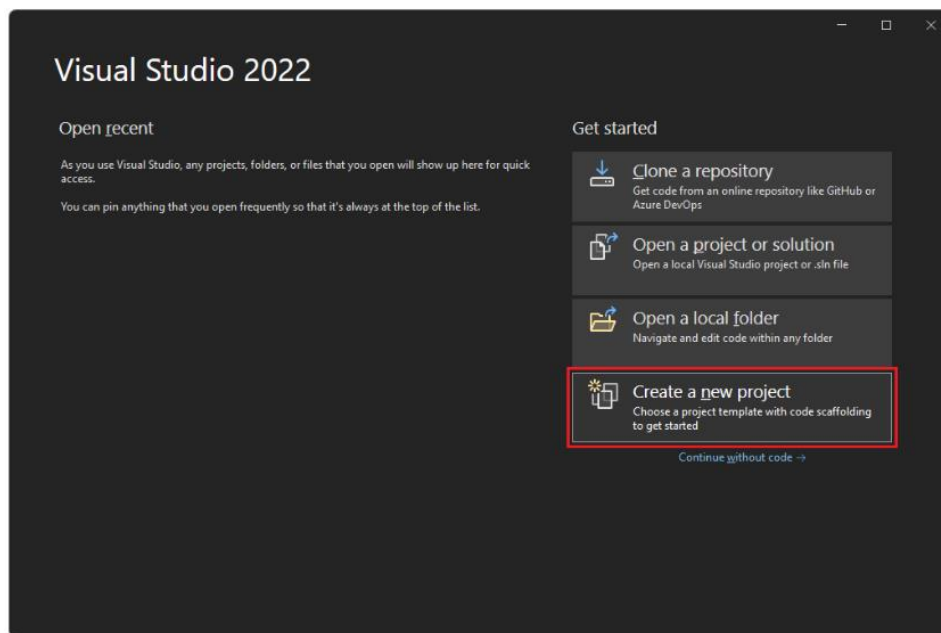 Visual Studio 2022
Open recent
As you use Visual Studio, any projects, folders, or files that you open will show up here for quick
access.
You can pin anything that you open frequently so that it's always at the top of the list.
Get started
Clone a repository
Get code from an online repository like GitHub or
Azure DevOps
Open a project or solution
Open a local Visual Studio project or .sln file
Open a local folder
Navigate and edit code within any folder
Create a new project
Choose a project template with code scaffolding
to get started
Continue without code →